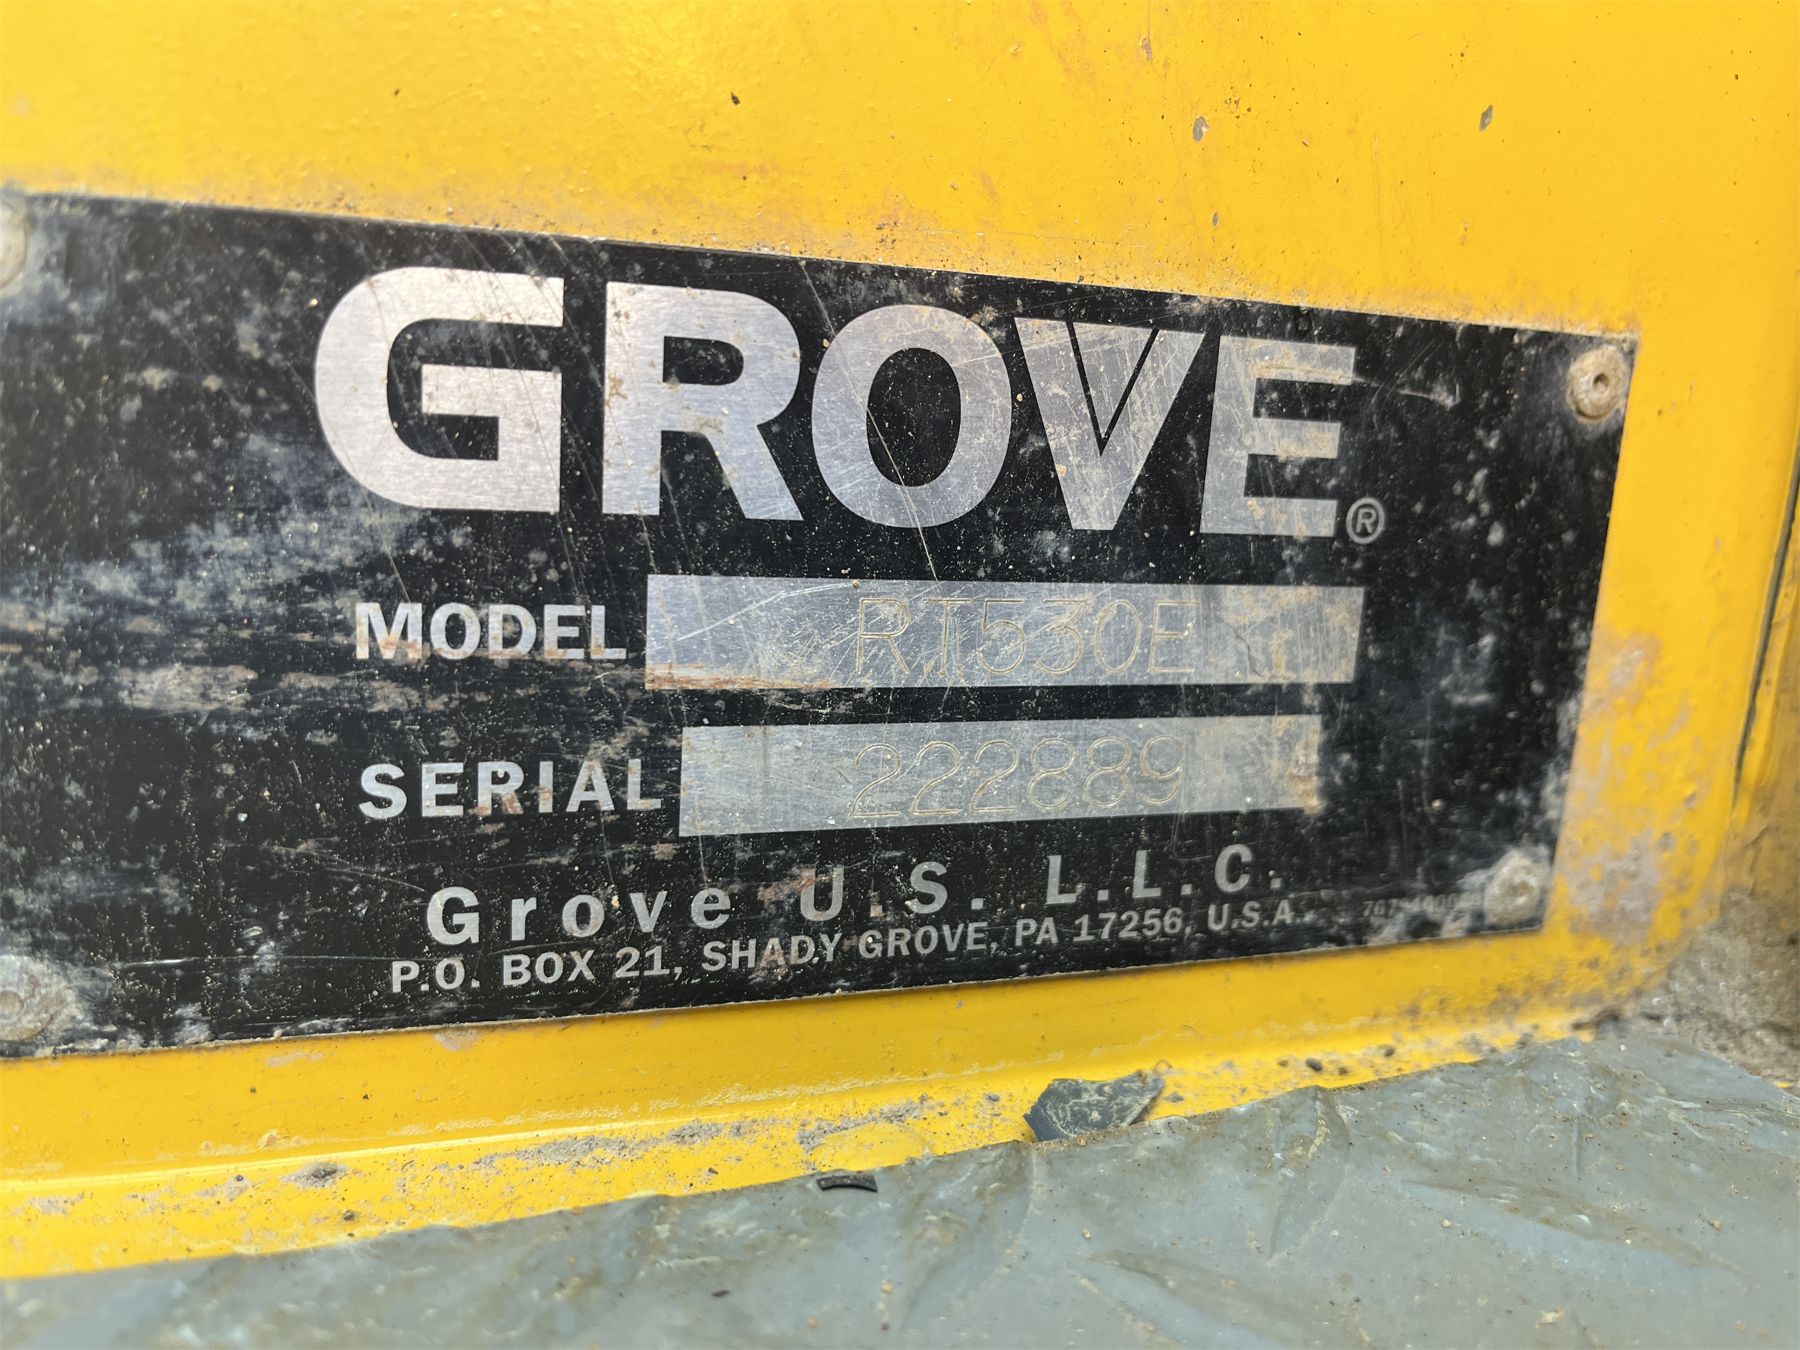 GROVE®
MODEL RT530E
SERIAL 222889
Grove U.S. L.L.C.
P.O. BOX 21, SHADY GROVE, PA 17256, U.S.A.